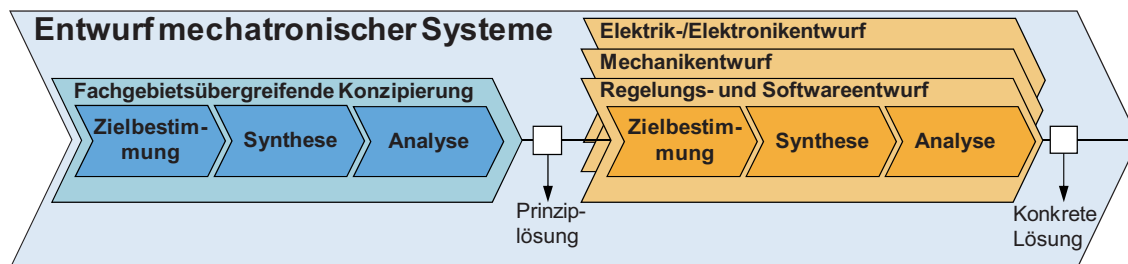 Entwurf mechatronischer Systeme
Fachgebietsübergreifende Konzipierung
Zielbestim-
mung
Synthese
Analyse
Prinzip-
lösung
Elektrik-/Elektronikentwurf
Mechanikentwurf
Regelungs- und Softwareentwurf
Zielbestim-
mung
Synthese
Analyse
Konkrete
Lösung